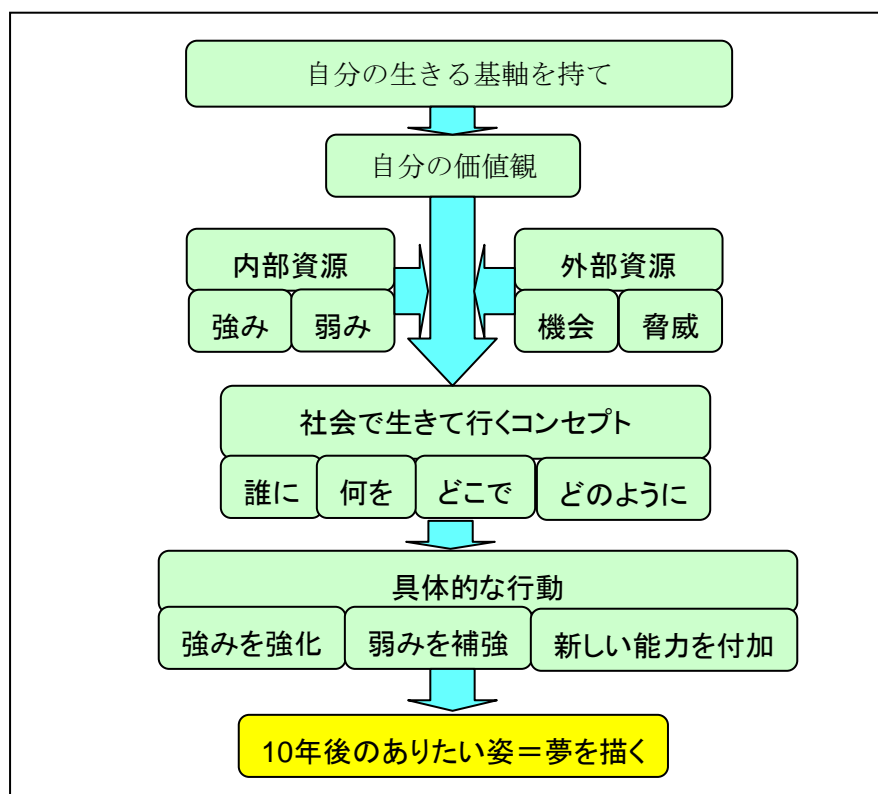 自分の生きる基軸を持て
自分の価値観
内部資源
強み
弱み
外部資源
機会
脅威
社会で生きて行くコンセプト
誰に
何を
どこで
どのように
具体的な行動
強みを強化
弱みを補強
新しい能力を付加
10年後のありたい姿＝夢を描く